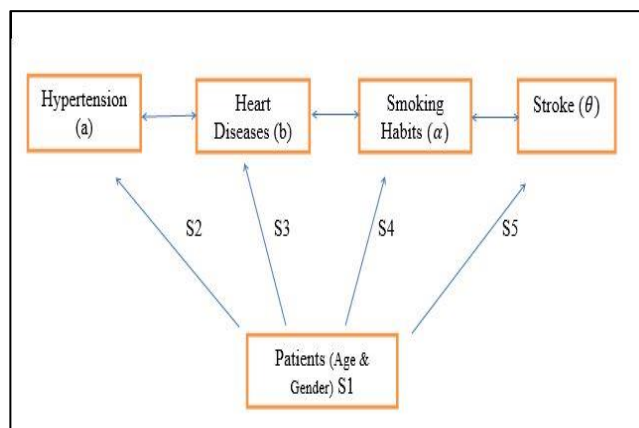 Hypertension
(a)
Heart
Diseases (b)
Smoking
Habits (𝛼)
Stroke (𝜃)
S2
S3
S4
S5
Patients (Age &
Gender) S1